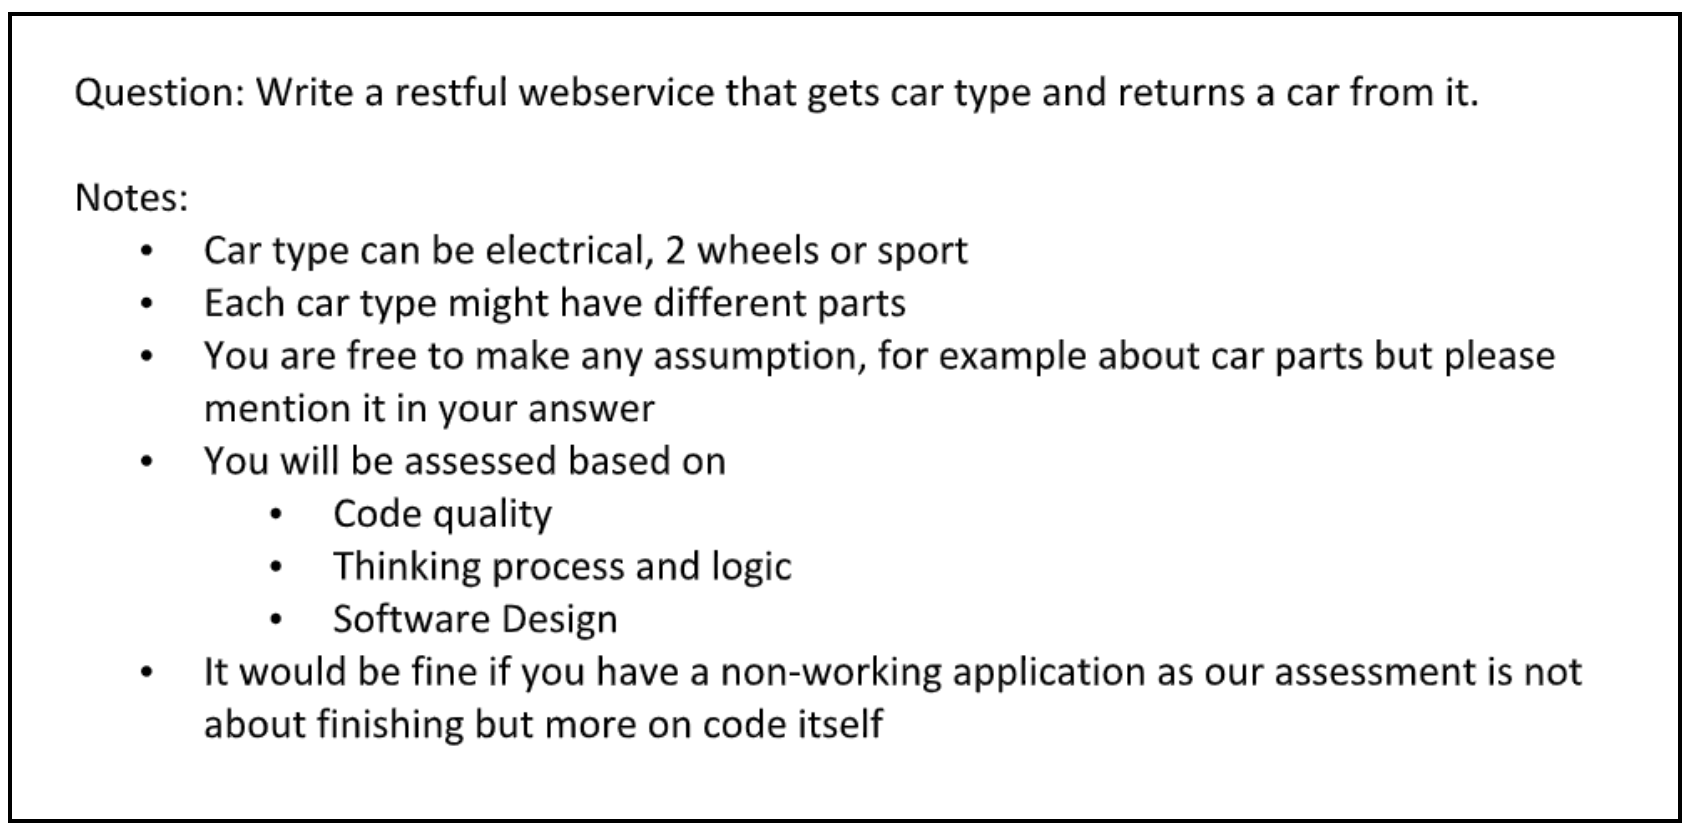 Question: Write a restful webservice that gets car type and returns a car from it.
Notes:
• Car type can be electrical, 2 wheels or sport
• Each car type might have different parts
• You are free to make any assumption, for example about car parts but please
mention it in your answer
• You will be assessed based on
• Code quality
• Thinking process and logic
• Software Design
• It would be fine if you have a non-working application as our assessment is not
about finishing but more on code itself